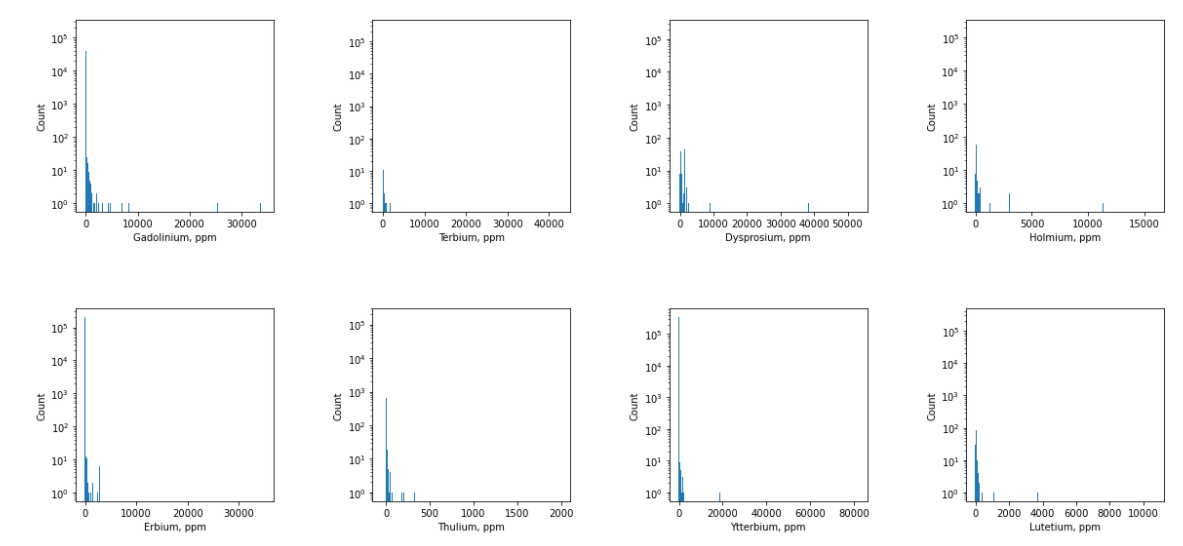 10⁵
10⁴
10³
10²
10¹
10⁰
Count
0 10000 20000 30000
Gadolinium, ppm
10⁵
10⁴
10³
10²
10¹
10⁰
Count
0 10000 20000 30000 40000
Terbium, ppm
10⁵
10⁴
10³
10²
10¹
10⁰
Count
0 10000 20000 30000 40000 50000
Dysprosium, ppm
10⁵
10⁴
10³
10²
10¹
10⁰
Count
0 5000 10000 15000
Holmium, ppm
10⁵
10⁴
10³
10²
10¹
10⁰
Count
0 10000 20000 30000
Erbium, ppm
10⁵
10⁴
10³
10²
10¹
10⁰
Count
0 500 1000 1500 2000
Thulium, ppm
10⁵
10⁴
10³
10²
10¹
10⁰
Count
0 20000 40000 60000 80000
Ytterbium, ppm
10⁵
10⁴
10³
10²
10¹
10⁰
Count
0 2000 4000 6000 8000 10000
Lutetium, ppm